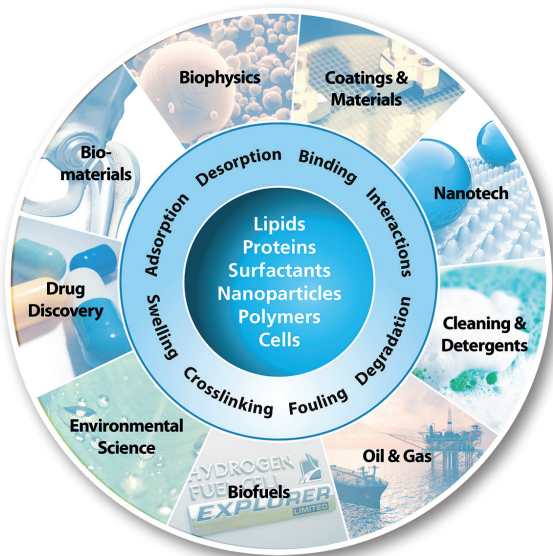 Biophysics
Coatings &
Materials
Nanotech
Cleaning &
Detergents
Oil & Gas
HYDROGEN
FUEL CELL
EXPLORER
LIMITED
Biofuels
Environmental
Science
Drug
Discovery
Bio-
materials
Adsorption
Desorption
Binding
Interactions
Degradation
Fouling
Crosslinking
Swelling
Lipids
Proteins
Surfactants
Nanoparticles
Polymers
Cells